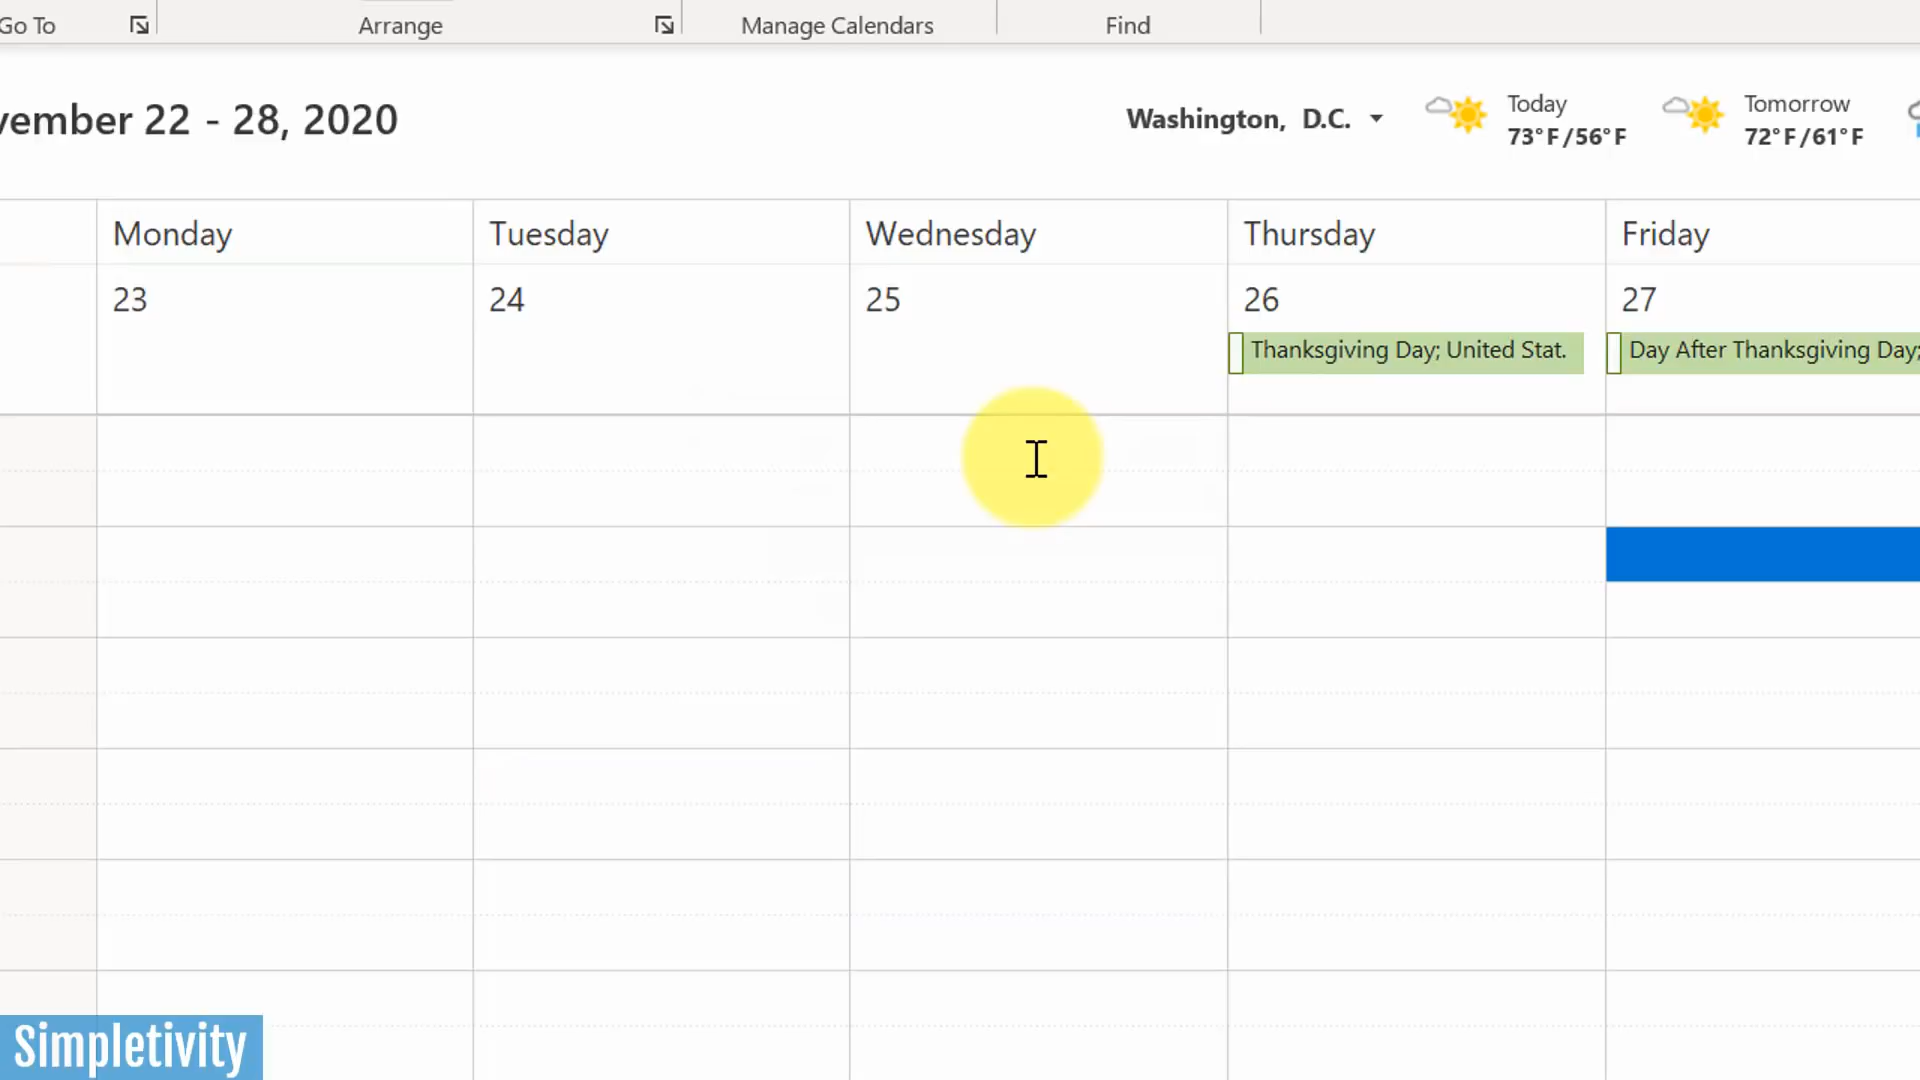 Go To Arrange Manage Calendars Find
vember 22 - 28, 2020
Washington, D.C.
Today
73°F/56°F
Tomorrow
72°F/61°F
Monday Tuesday Wednesday Thursday Friday
23 24 25 26 27
Thanksgiving Day; United Stat.
Day After Thanksgiving Day;
Simpletivity